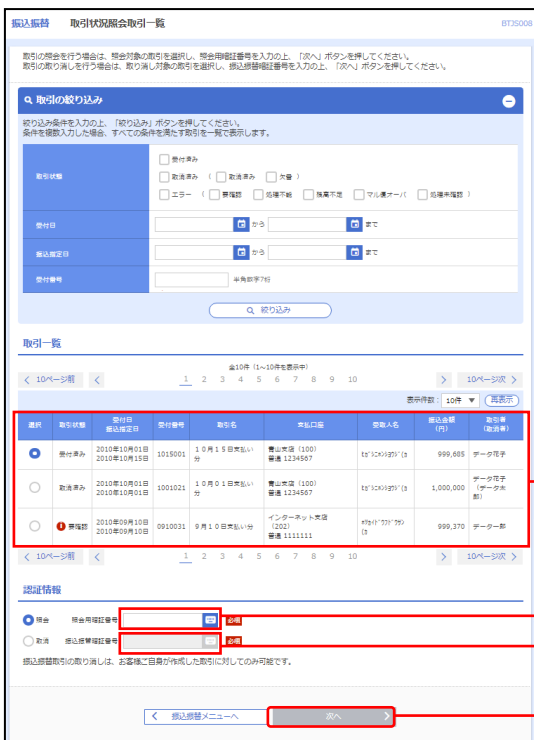 振込振替 取引状況照会取引一覧 BTJS008
取引の照会を行う場合は、照会対象の取引を選択し、照会用暗証番号を入力の上、「次へ」ボタンを押してください。
取引の取り消しを行う場合は、取り消し対象の取引を選択し、振込振替暗証番号を入力の上、「次へ」ボタンを押してください。
取引の絞り込み
絞り込み条件を入力の上、「絞り込み」ボタンを押してください。
条件を複数入力した場合、すべての条件を満たす取引を一覧で表示します。
取引状態
受付済み
取消済み ( 取消済み 欠番 )
エラー ( 要確認 処理不能 残高不足 マル優オーバ 処理未確認 )
受付日 から まで
振込指定日 から まで
受付番号 半角数字7桁
絞り込み
取引一覧
全10件 (1~10件を表示中)
< 10ページ前 < 1 2 3 4 5 6 7 8 9 10 > 10ページ次 >
表示件数: 10件 ▼ 再表示
選択 取引状態 受付日 振込指定日 受付番号 取引名 支払口座 受取人名 振込金額 (円) 取引者 (取消者)
受付済み 2010年10月01日 2010年10月15日 1015001 10月15日支払い分 青山支店 (100) 普通 1234567 999,685 データ花子
取消済み 2010年10月01日 2010年10月01日 1001021 10月01日支払い分 青山支店 (100) 普通 1234567 1,000,000 データ花子 (データ太郎)
要確認 2010年09月10日 2010年09月10日 0910031 9月10日支払い分 インターネット支店 (202) 普通 1111111 999,370 データ一郎
< 10ページ前 < 1 2 3 4 5 6 7 8 9 10 > 10ページ次 >
認証情報
照会 照会用暗証番号 必須
取消 振込振替暗証番号 必須
振込振替取引の取り消しは、お客様ご自身が作成した取引に対してのみ可能です。
< 振込振替メニューへ 次へ >